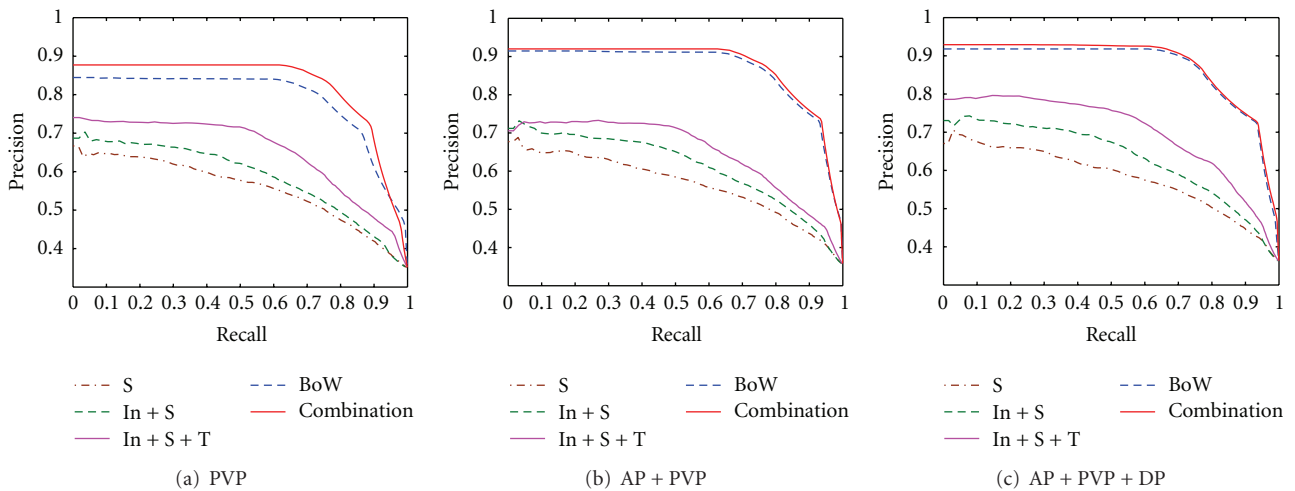 1
0.9
0.8
0.7
0.6
0.5
0.4
Precision
0 0.1 0.2 0.3 0.4 0.5 0.6 0.7 0.8 0.9 1
Recall
S
In + S
In + S + T
BoW
Combination
(a) PVP
1
0.9
0.8
0.7
0.6
0.5
0.4
Precision
0 0.1 0.2 0.3 0.4 0.5 0.6 0.7 0.8 0.9 1
Recall
S
In + S
In + S + T
BoW
Combination
(b) AP + PVP
1
0.9
0.8
0.7
0.6
0.5
0.4
Precision
0 0.1 0.2 0.3 0.4 0.5 0.6 0.7 0.8 0.9 1
Recall
S
In + S
In + S + T
BoW
Combination
(c) AP + PVP + DP